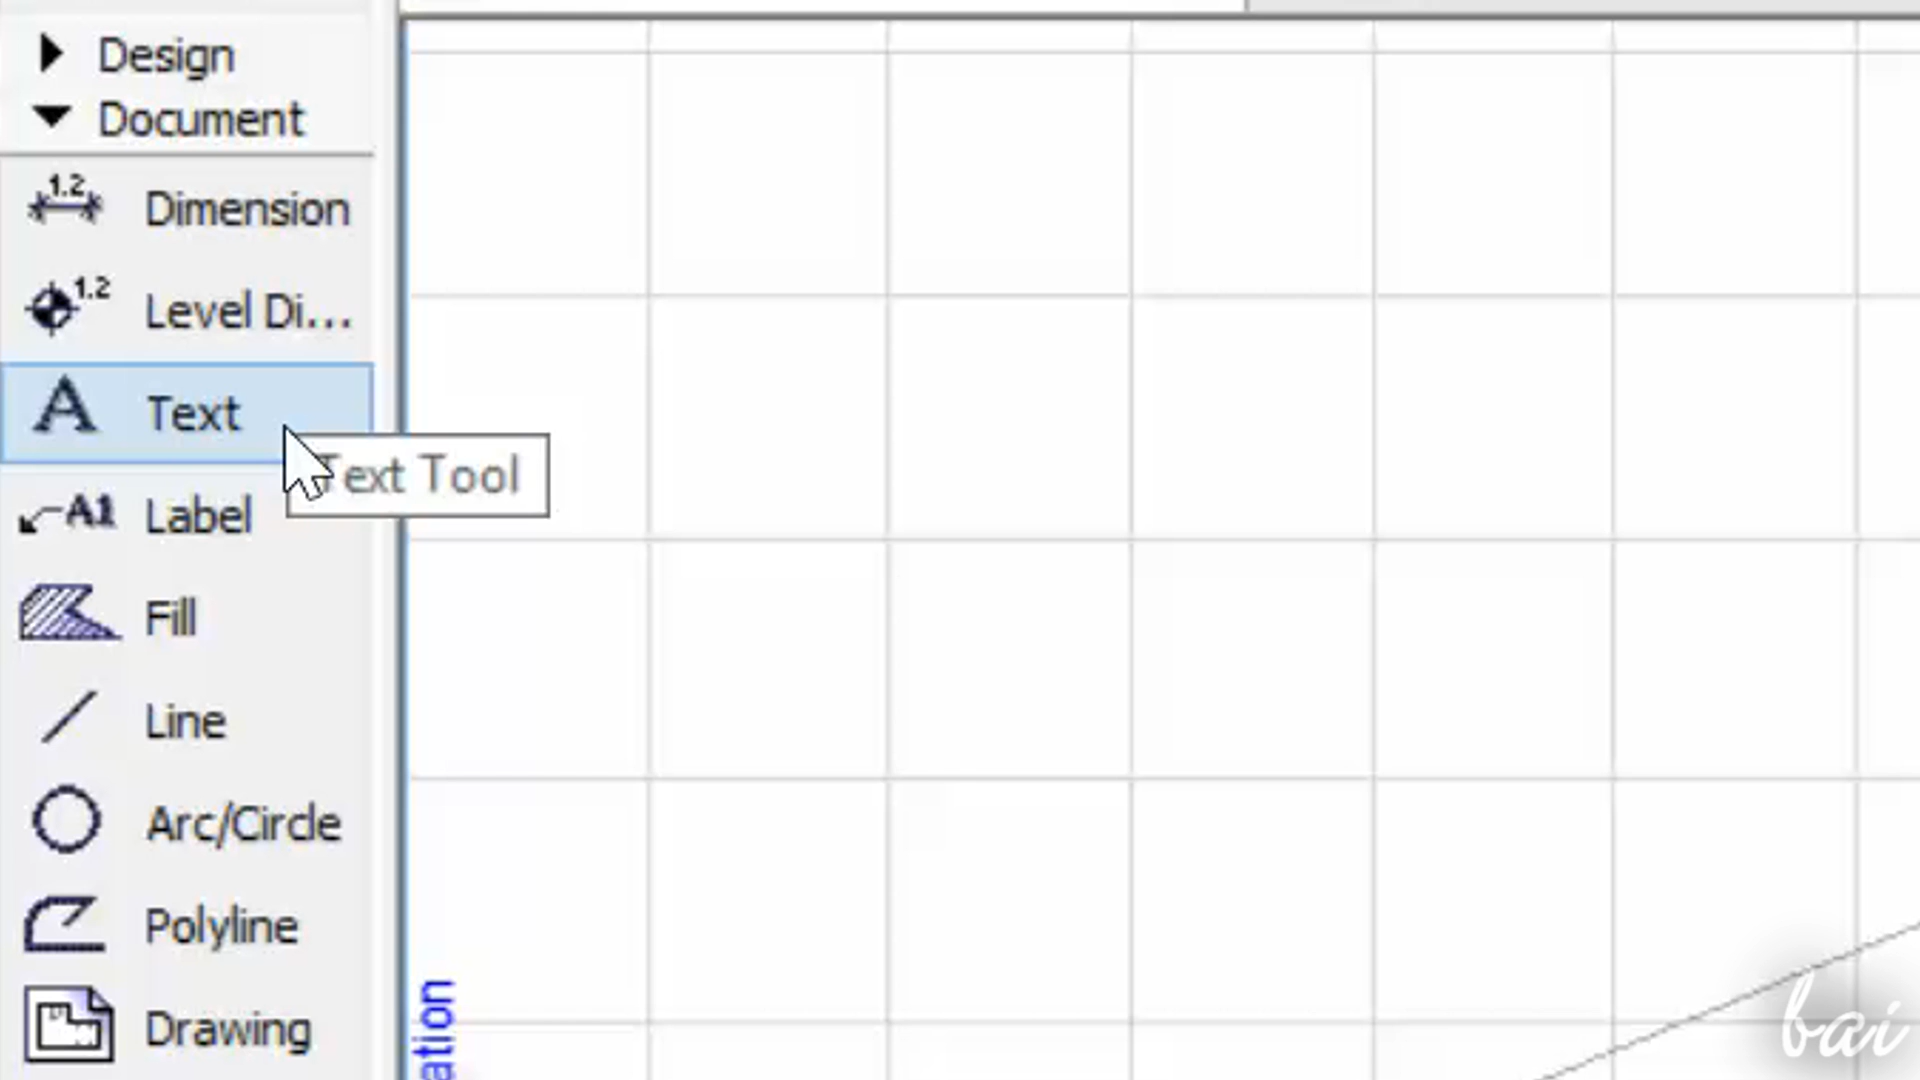 Design
Document
1.2
Dimension
1.2
Level Di...
A
Text
Text Tool
A1
Label
Fill
Line
Arc/Circle
Polyline
Drawing
ation
bai